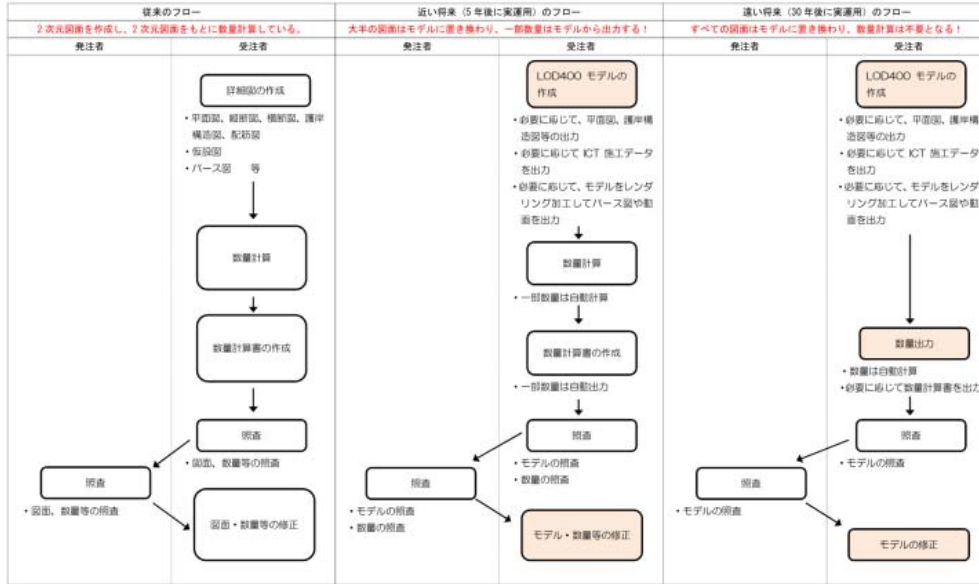 従来のフロー
2次元図面を作成し、2次元図面をもとに数量計算している。
発注者
受注者
詳細図の作成
・平面図、縦断図、横断図、護岸
構造図、配筋図
・仮設図
・パース図　等
数量計算
数量計算書の作成
照査
・図面、数量等の照査
照査
・図面、数量等の照査
図面・数量等の修正
近い将来（5年後に実運用）のフロー
大半の図面はモデルに置き換わり、一部数量はモデルから出力する！
発注者
受注者
LOD400 モデルの
作成
・必要に応じて、平面図、護岸構
造図等の出力
・必要に応じて ICT 施工データ
を出力
・必要に応じて、モデルをレンダ
リング加工してパース図や動
画を出力
数量計算
・一部数量は自動計算
数量計算書の作成
・一部数量は自動出力
照査
・モデルの照査
・数量の照査
照査
・モデルの照査
・数量の照査
モデル・数量等の修正
遠い将来（30年後に実運用）のフロー
すべての図面はモデルに置き換わり、数量計算は不要となる！
発注者
受注者
LOD400 モデルの
作成
・必要に応じて、平面図、護岸構
造図等の出力
・必要に応じて ICT 施工データ
を出力
・必要に応じて、モデルをレンダ
リング加工してパース図や動
画を出力
数量出力
・数量は自動計算
・必要に応じて数量計算書を出力
照査
・モデルの照査
照査
・モデルの照査
モデルの修正